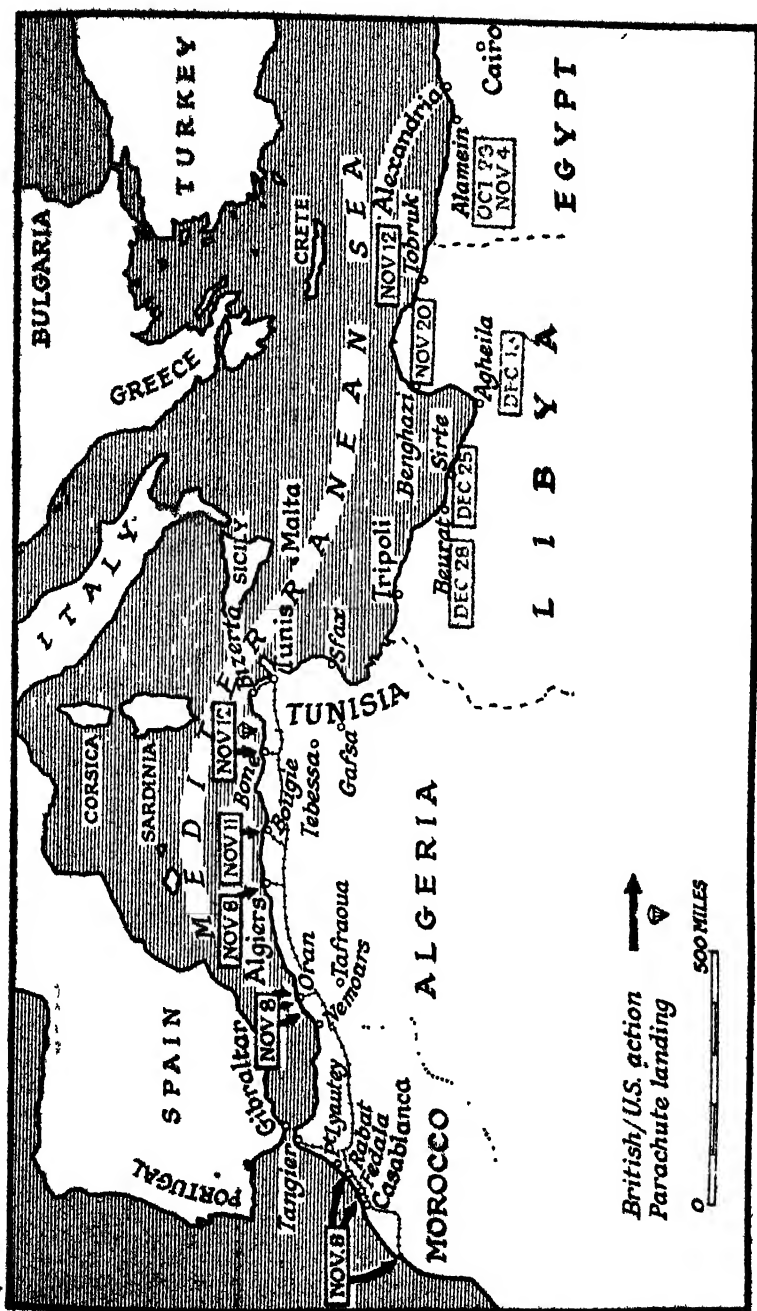 BULGARIA
TURKEY
GREECE
ITALY
CORSICA
SARDINIA
SICILY
CRETE
SPAIN
PORTUGAL
MEDITERRANEAN SEA
Gibraltar
Tangier
Pt Lyautey
Rabat
Fedala
Casablanca
NOV. 8
MOROCCO
NOV 8
Oran
Tafraoua
Nemours
NOV 8
Algiers
NOV 11
Bougie
NOV 12
Bone
Tebessa
Gafsa
Bizerta
Tunis
TUNISIA
Sfax
Malta
ALGERIA
Tripoli
Beurat
DEC 28
Sirte
DEC 25
Benghazi
NOV 20
Agheila
DEC 13
NOV 12
Tobruk
Alexandria
Alamein
OCT 23
NOV 4
Cairo
LIBYA
EGYPT
British/U.S. action
Parachute landing
0 500 MILES